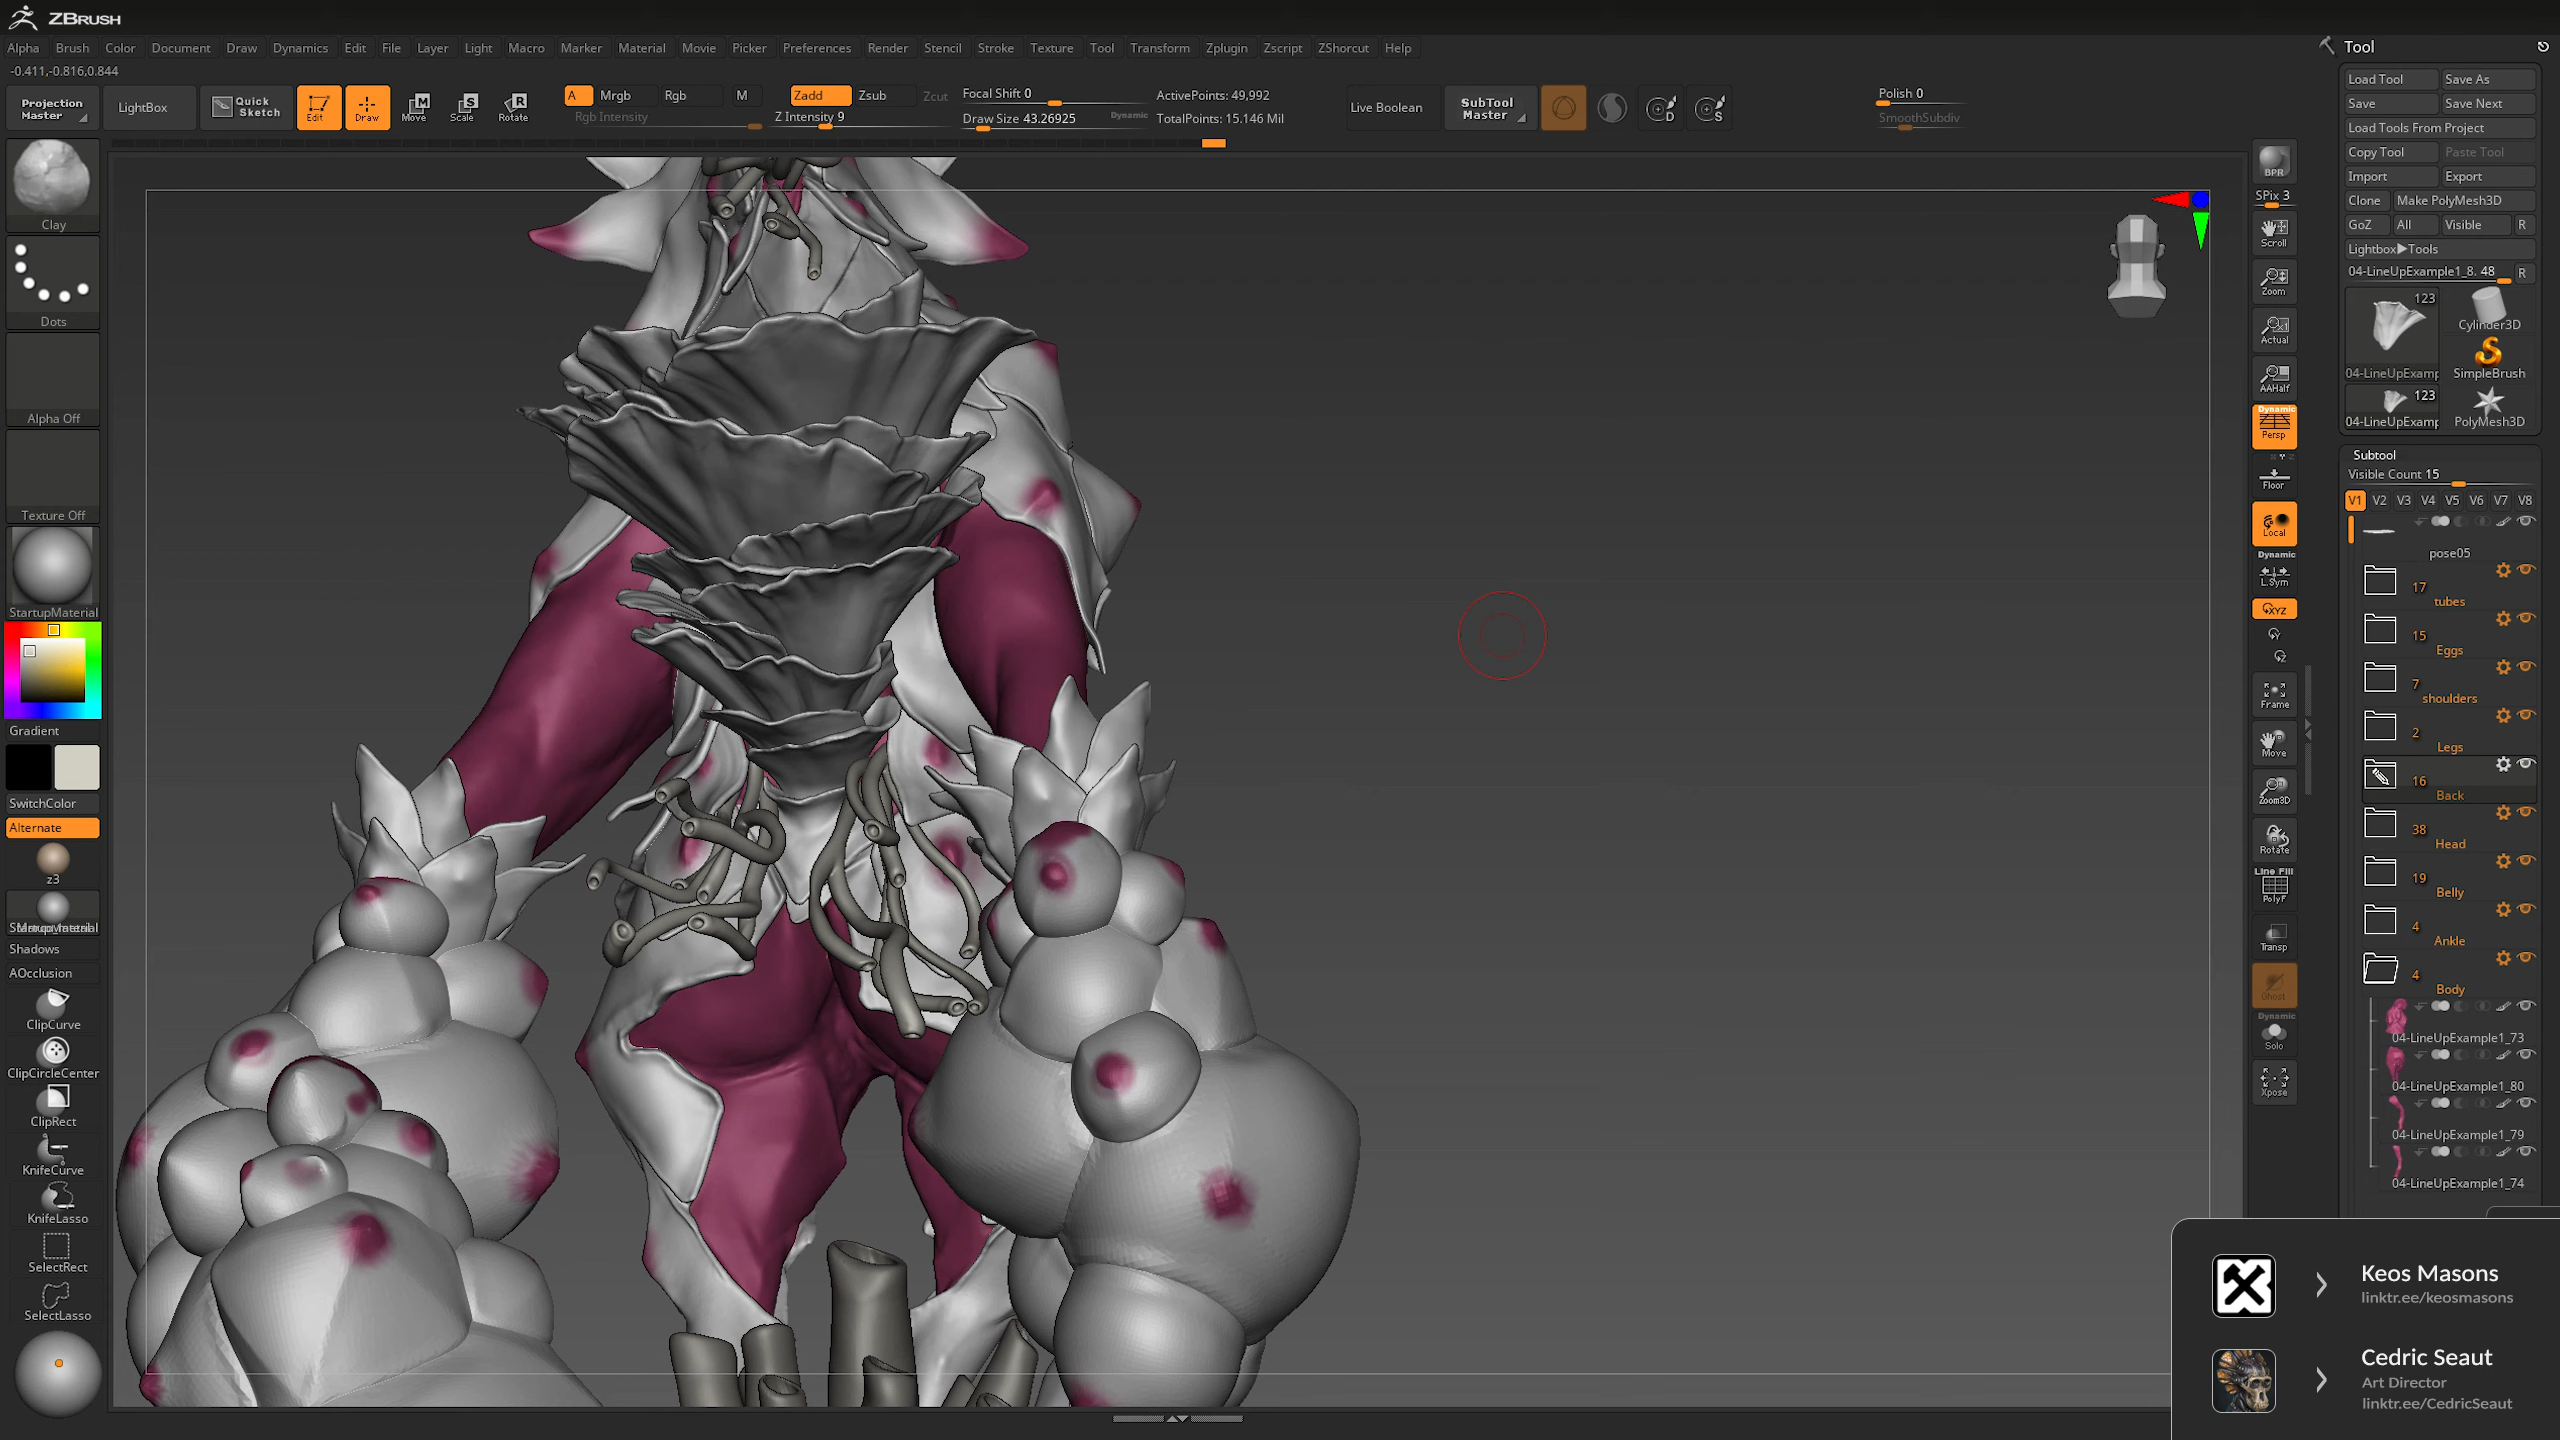 ZBRUSH
Alpha Brush Color Document Draw Dynamics Edit File Layer Light Macro Marker Material Movie Picker Preferences Render Stencil Stroke Texture Tool Transform Zplugin Zscript ZShortcut Help
-0.411,-0.816,0.844
Projection Master
LightBox
Quick Sketch
Edit
Draw
Move
Scale
Rotate
A Mrgb Rgb M
Rgb Intensity
Zadd Zsub Zcut
Z Intensity 9
Focal Shift 0
Draw Size 43.26925
Dynamic
ActivePoints: 49,992
TotalPoints: 15.146 Mil
Live Boolean
SubTool Master
Polish 0
SmoothSubdiv
Clay
Dots
Alpha Off
Texture Off
StartupMaterial
Gradient
SwitchColor
Alternate
z3
Shadows
AOcclusion
ClipCurve
ClipCircleCenter
ClipRect
KnifeCurve
KnifeLasso
SelectRect
SelectLasso
BPR
SPix 3
Scroll
Zoom
Actual
AAHalf
Dynamic
Persp
Floor
Local
Dynamic
L.Sym
XYZ
Frame
Move
Zoom3D
Rotate
Line Fill
PolyF
Transp
Ghost
Dynamic
Solo
Xpose
Tool
Load Tool Save As
Save Save Next
Load Tools From Project
Copy Tool Paste Tool
Import Export
Clone Make PolyMesh3D
GoZ All Visible R
Lightbox▶Tools
04-LineUpExample1_8. 48 R
123
Cylinder3D
04-LineUpExamp SimpleBrush
123
04-LineUpExamp PolyMesh3D
Subtool
Visible Count 15
V1 V2 V3 V4 V5 V6 V7 V8
pose05
17
tubes
15
Eggs
7
shoulders
2
Legs
16
Back
38
Head
19
Belly
4
Ankle
4
Body
04-LineUpExample1_73
04-LineUpExample1_80
04-LineUpExample1_79
04-LineUpExample1_74
Keos Masons
linktr.ee/keosmasons
Cedric Seaut
Art Director
linktr.ee/CedricSeaut